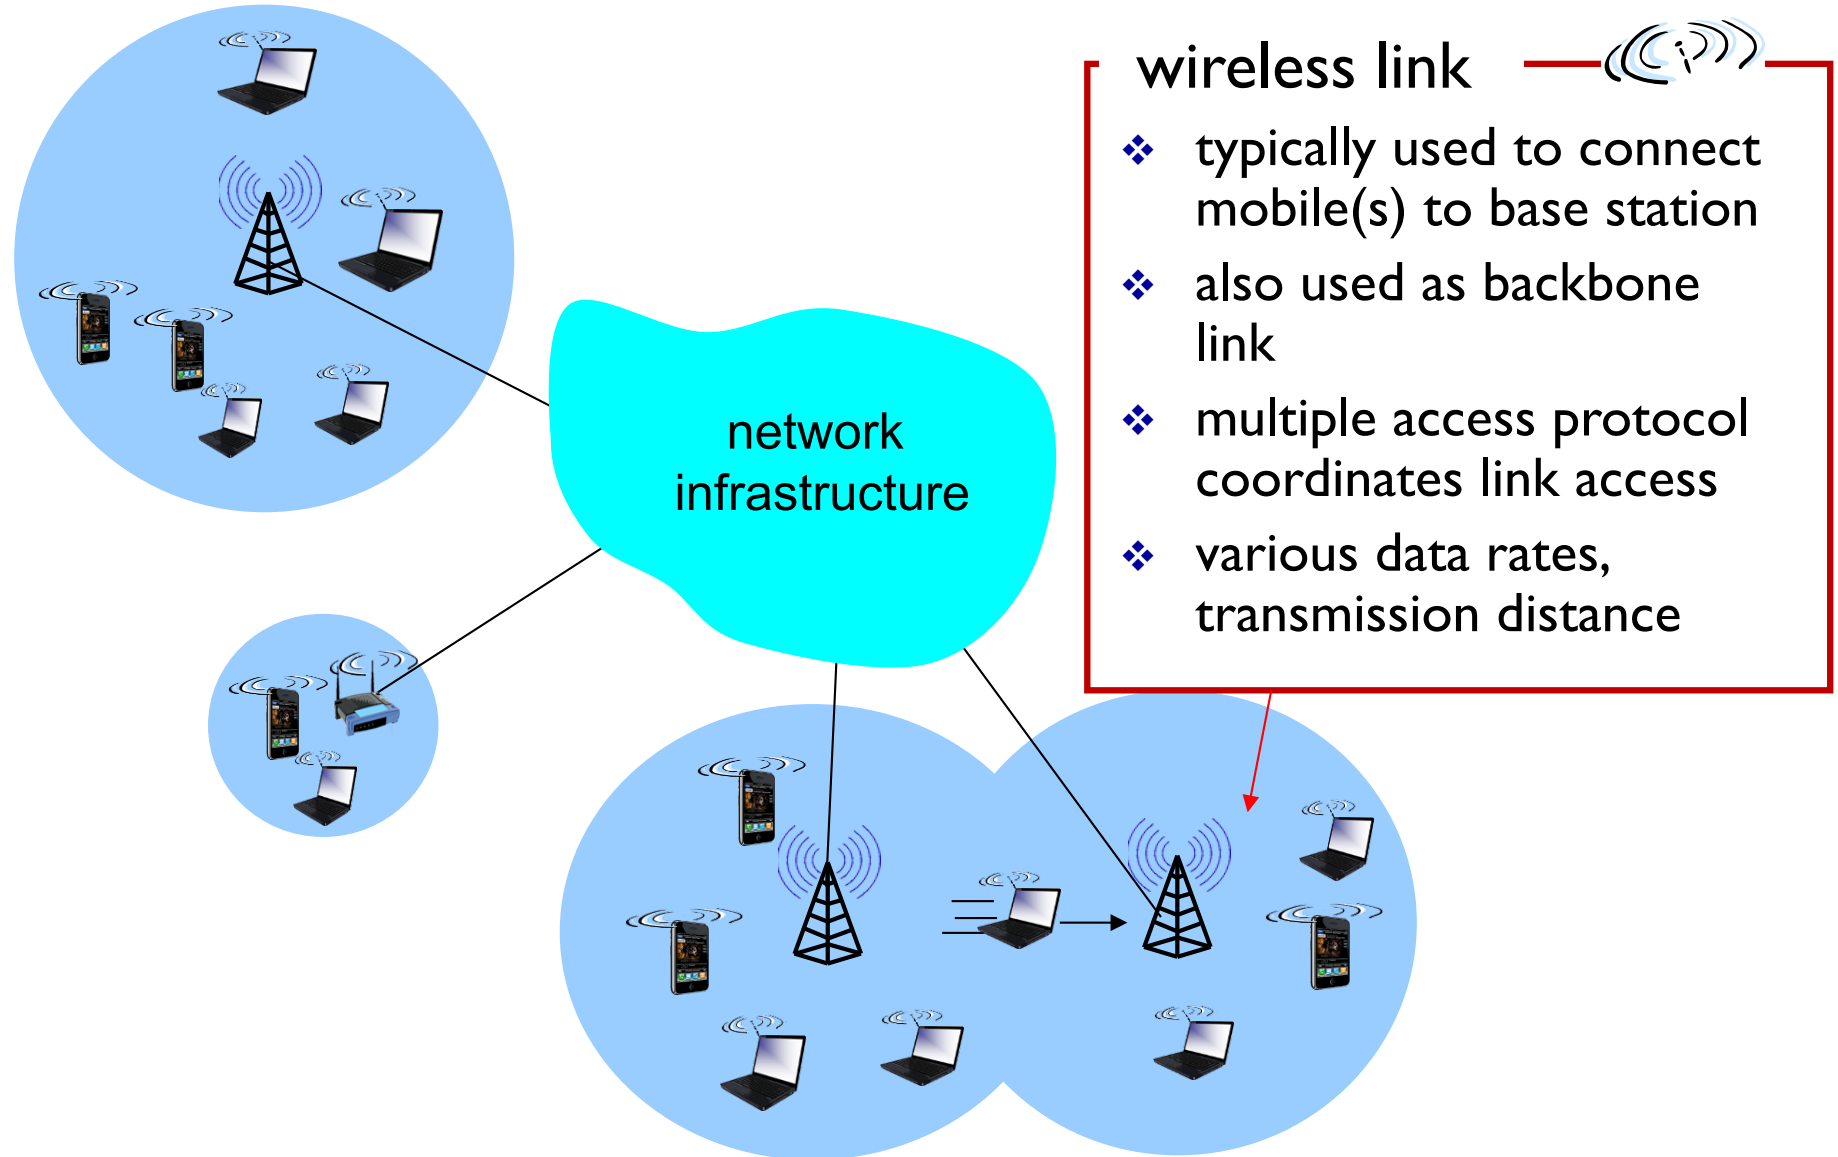 wireless link
❖ typically used to connect
mobile(s) to base station
❖ also used as backbone
link
❖ multiple access protocol
coordinates link access
❖ various data rates,
transmission distance
network
infrastructure